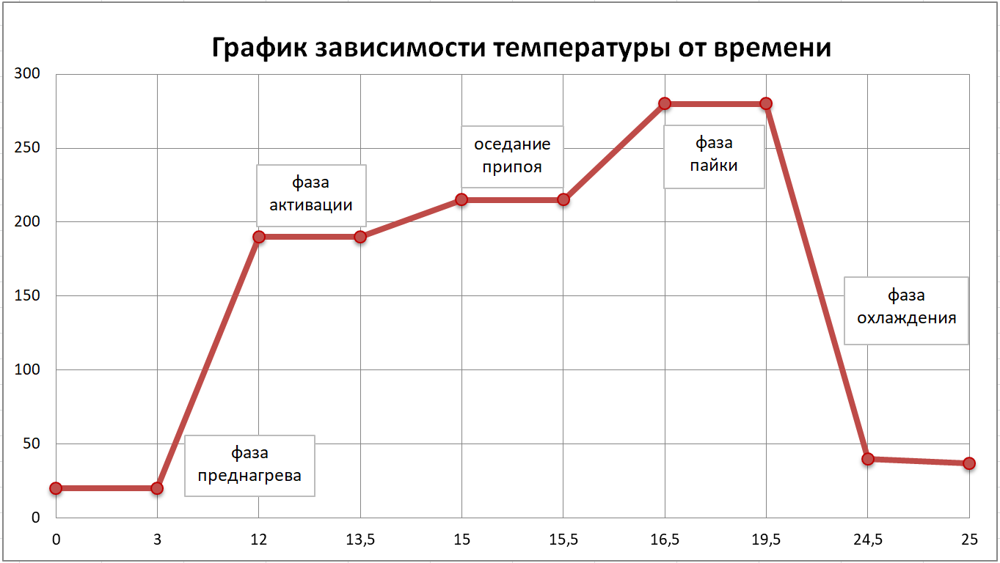 График зависимости температуры от времени
300
250
200
150
100
50
0
оседание
припоя
фаза
пайки
фаза
активации
фаза
охлаждения
фаза
преднагрева
0 3 12 13,5 15 15,5 16,5 19,5 24,5 25